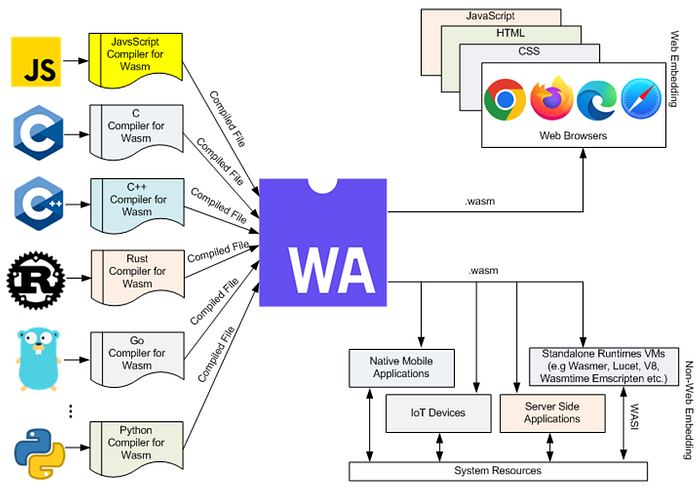 JS
JavsScript
Compiler for
Wasm
Compiled File
C
C
Compiler for
Wasm
Compiled File
C++
C++
Compiler for
Wasm
Compiled File
R
Rust
Compiler for
Wasm
Compiled File
Go
Compiler for
Wasm
Compiled File
Python
Compiler for
Wasm
Compiled File
WA
JavaScript
HTML
CSS
Web Browsers
Web Embedding
.wasm
.wasm
Native Mobile
Applications
Standalone Runtimes VMs
(e.g Wasmer, Lucet, V8,
Wasmtime Emscripten etc.)
IoT Devices
Server Side
Applications
WASI
System Resources
Non-Web Embedding